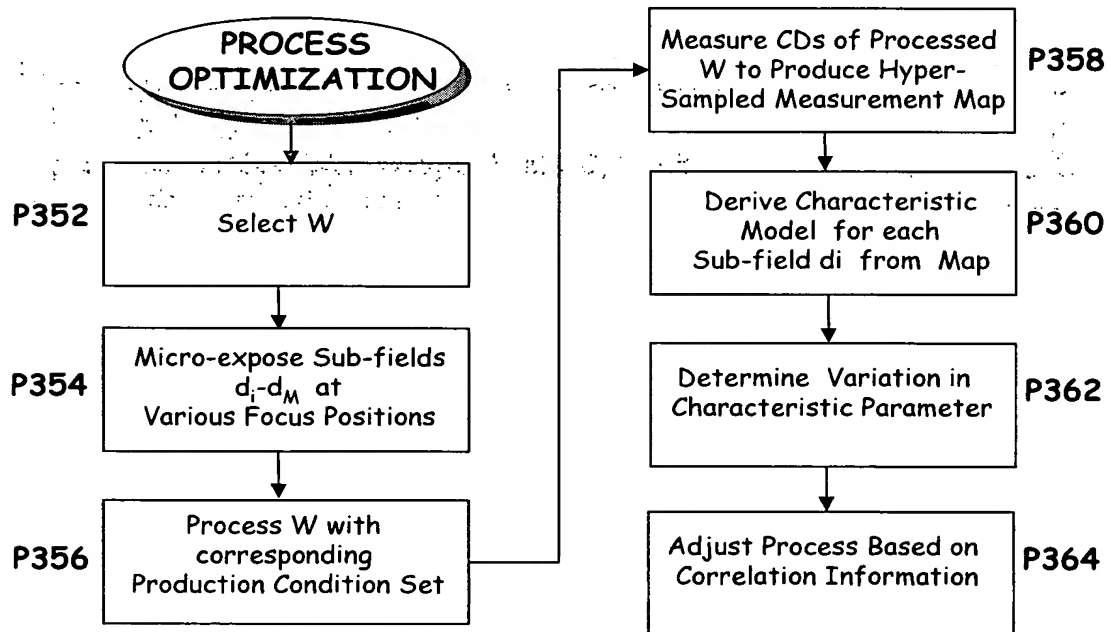 PROCESS
OPTIMIZATION
P352
Select W
P354
Micro-expose Sub-fields
di-dM at
Various Focus Positions
P356
Process W with
corresponding
Production Condition Set
Measure CDs of Processed
W to Produce Hyper-
Sampled Measurement Map
P358
Derive Characteristic
Model for each
Sub-field di from Map
P360
Determine Variation in
Characteristic Parameter
P362
Adjust Process Based on
Correlation Information
P364